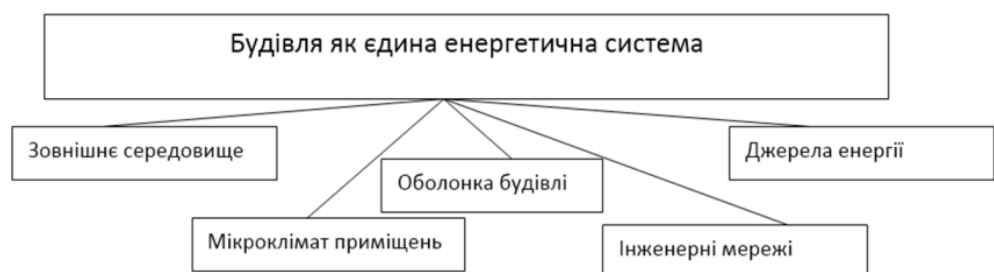 Будівля як єдина енергетична система
Зовнішнє середовище
Джерела енергії
Оболонка будівлі
Мікроклімат приміщень
Інженерні мережі